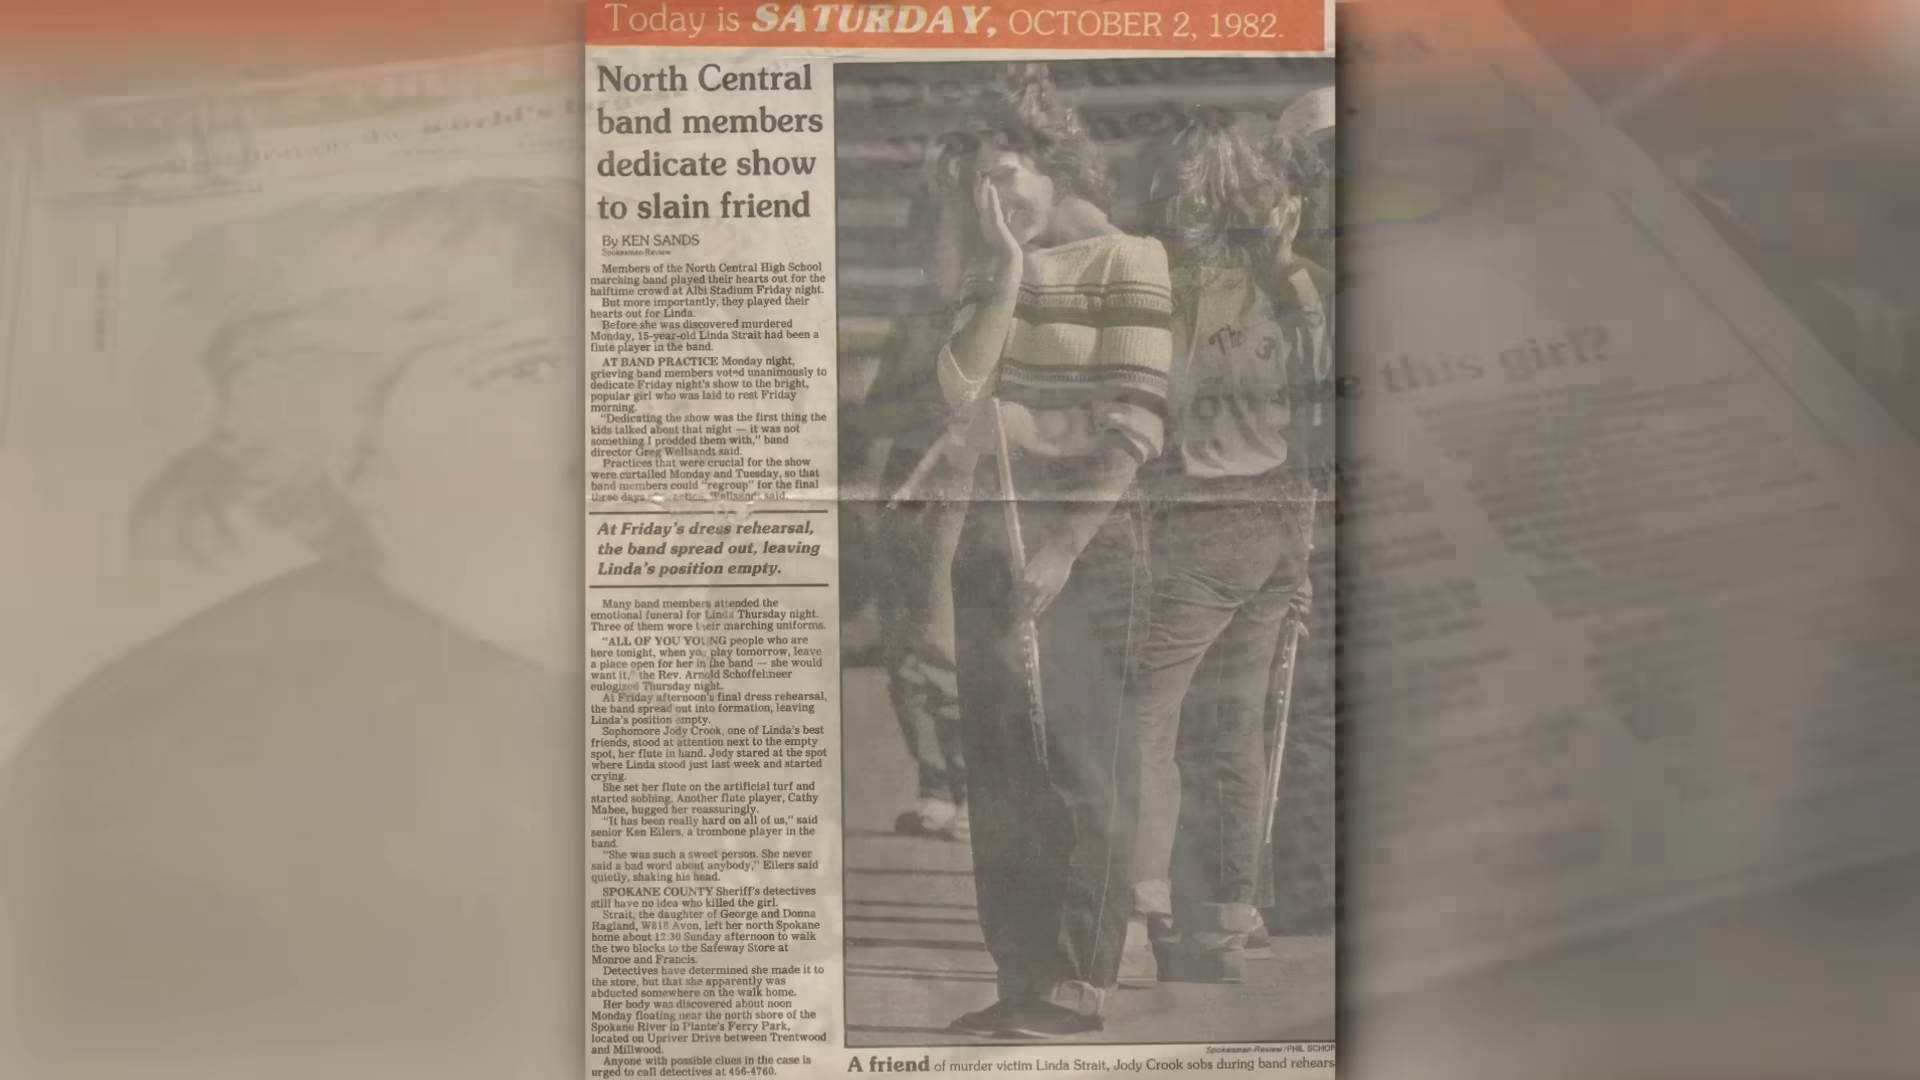 Today is SATURDAY, OCTOBER 2, 1982.
North Central
band members
dedicate show
to slain friend
By KEN SANDS
Spokesman-Review
Members of the North Central High School
marching band played their hearts out for the
halftime crowd at Albi Stadium Friday night.
But more importantly, they played their
hearts out for Linda.
Before she was discovered murdered
Monday, 15-year-old Linda Strait had been a
flute player in the band.
AT BAND PRACTICE Monday night,
grieving band members voted unanimously to
dedicate Friday night's show to the bright,
popular girl who was laid to rest Friday
morning.
"Dedicating the show was the first thing the
kids talked about that night — it was not
something I prodded them with," band
director Greg Wellsandt said.
Practices that were crucial for the show
were curtailed Monday and Tuesday, so that
band members could "regroup" for the final
three days Wellsandt said.
At Friday's dress rehearsal,
the band spread out, leaving
Linda's position empty.
Many band members attended the
emotional funeral for Linda Thursday night.
Three of them wore their marching uniforms.
"ALL OF YOU YOUNG people who are
here tonight, when you play tomorrow, leave
a place open for her in the band — she would
want it," the Rev. Arnold Schoffelmeer
eulogized Thursday night.
At Friday afternoon's final dress rehearsal,
the band spread out into formation, leaving
Linda's position empty.
Sophomore Jody Crook, one of Linda's best
friends, stood at attention next to the empty
spot, her flute in hand. Jody stared at the spot
where Linda stood just last week and started
crying.
She set her flute on the artificial turf and
started sobbing. Another flute player, Cathy
Mabee, hugged her reassuringly.
"It has been really hard on all of us," said
senior Ken Eilers, a trombone player in the
band.
"She was such a sweet person. She never
said a bad word about anybody," Eilers said
quietly, shaking his head.
SPOKANE COUNTY Sheriff's detectives
still have no idea who killed the girl.
Strait, the daughter of George and Donna
Ragland, W818 Avon, left her north Spokane
home about 12:30 Sunday afternoon to walk
the two blocks to the Safeway Store at
Monroe and Francis.
Detectives have determined she made it to
the store, but that she apparently was
abducted somewhere on the walk home.
Her body was discovered about noon
Monday floating near the north shore of the
Spokane River in Plante's Ferry Park,
located on Upriver Drive between Trentwood
and Millwood.
Anyone with possible clues in the case is
urged to call detectives at 456-4760.
The 3
this girl?
Spokesman-Review/PHIL SCHOF
A friend of murder victim Linda Strait, Jody Crook sobs during band rehears